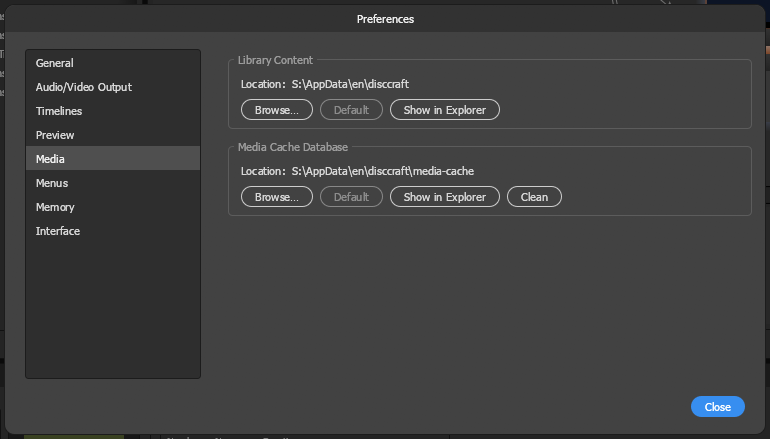 Preferences
General
Audio/Video Output
Timelines
Preview
Media
Menus
Memory
Interface
Library Content
Location: S:\AppData\en\disccraft
Browse... Default Show in Explorer
Media Cache Database
Location: S:\AppData\en\disccraft\media-cache
Browse... Default Show in Explorer Clean
Close